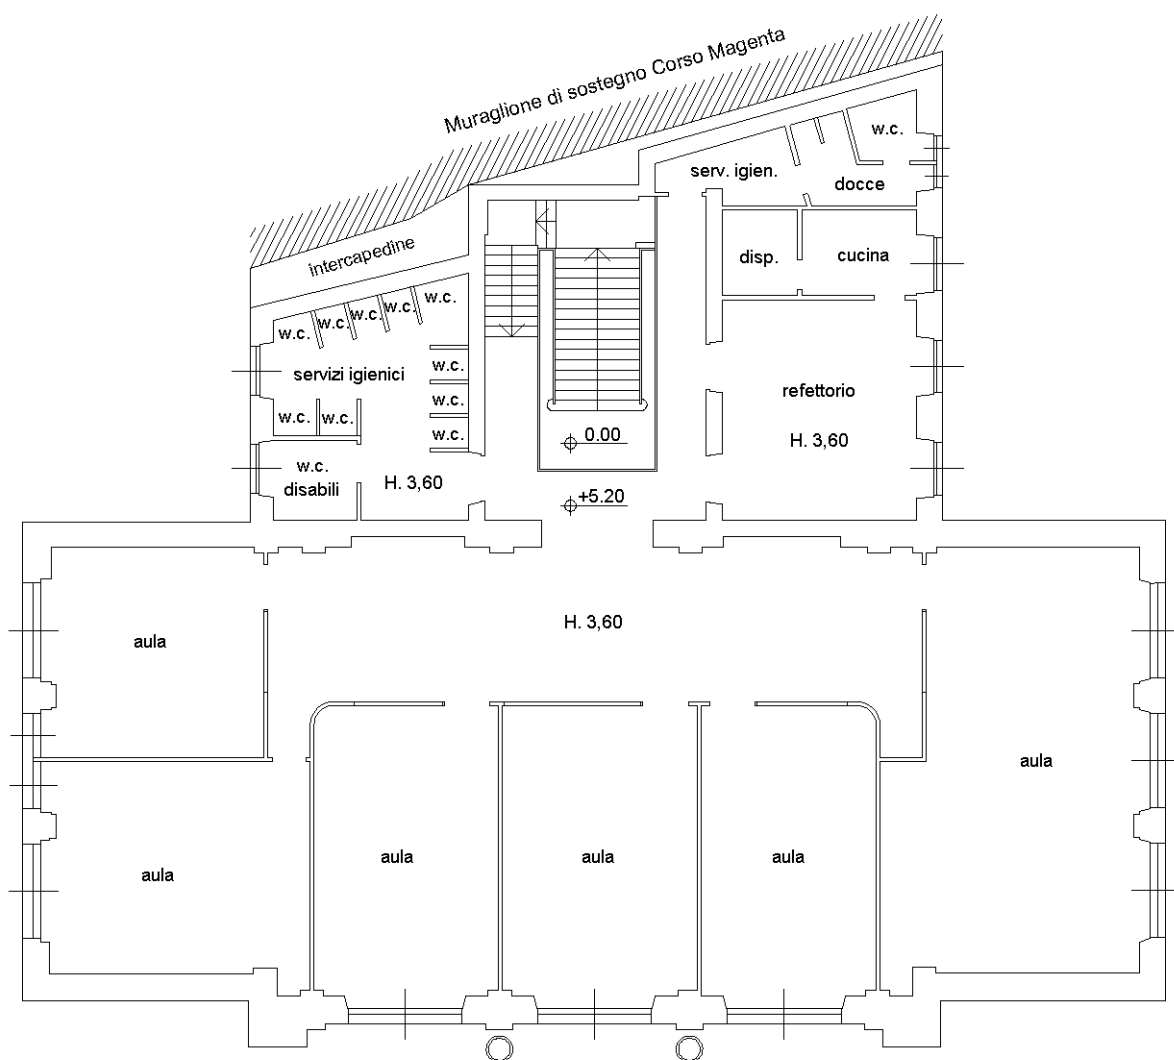 Muraglione di sostegno Corso Magenta
w.c.
serv. igien.
docce
intercapedine
disp.
cucina
w.c.
w.c.
w.c.
w.c.
w.c.
servizi igienici
w.c.
w.c.
w.c.
w.c.
w.c.
refettorio
0.00
H. 3,60
w.c.
disabili
H. 3,60
+5.20
H. 3,60
aula
aula
aula
aula
aula
aula